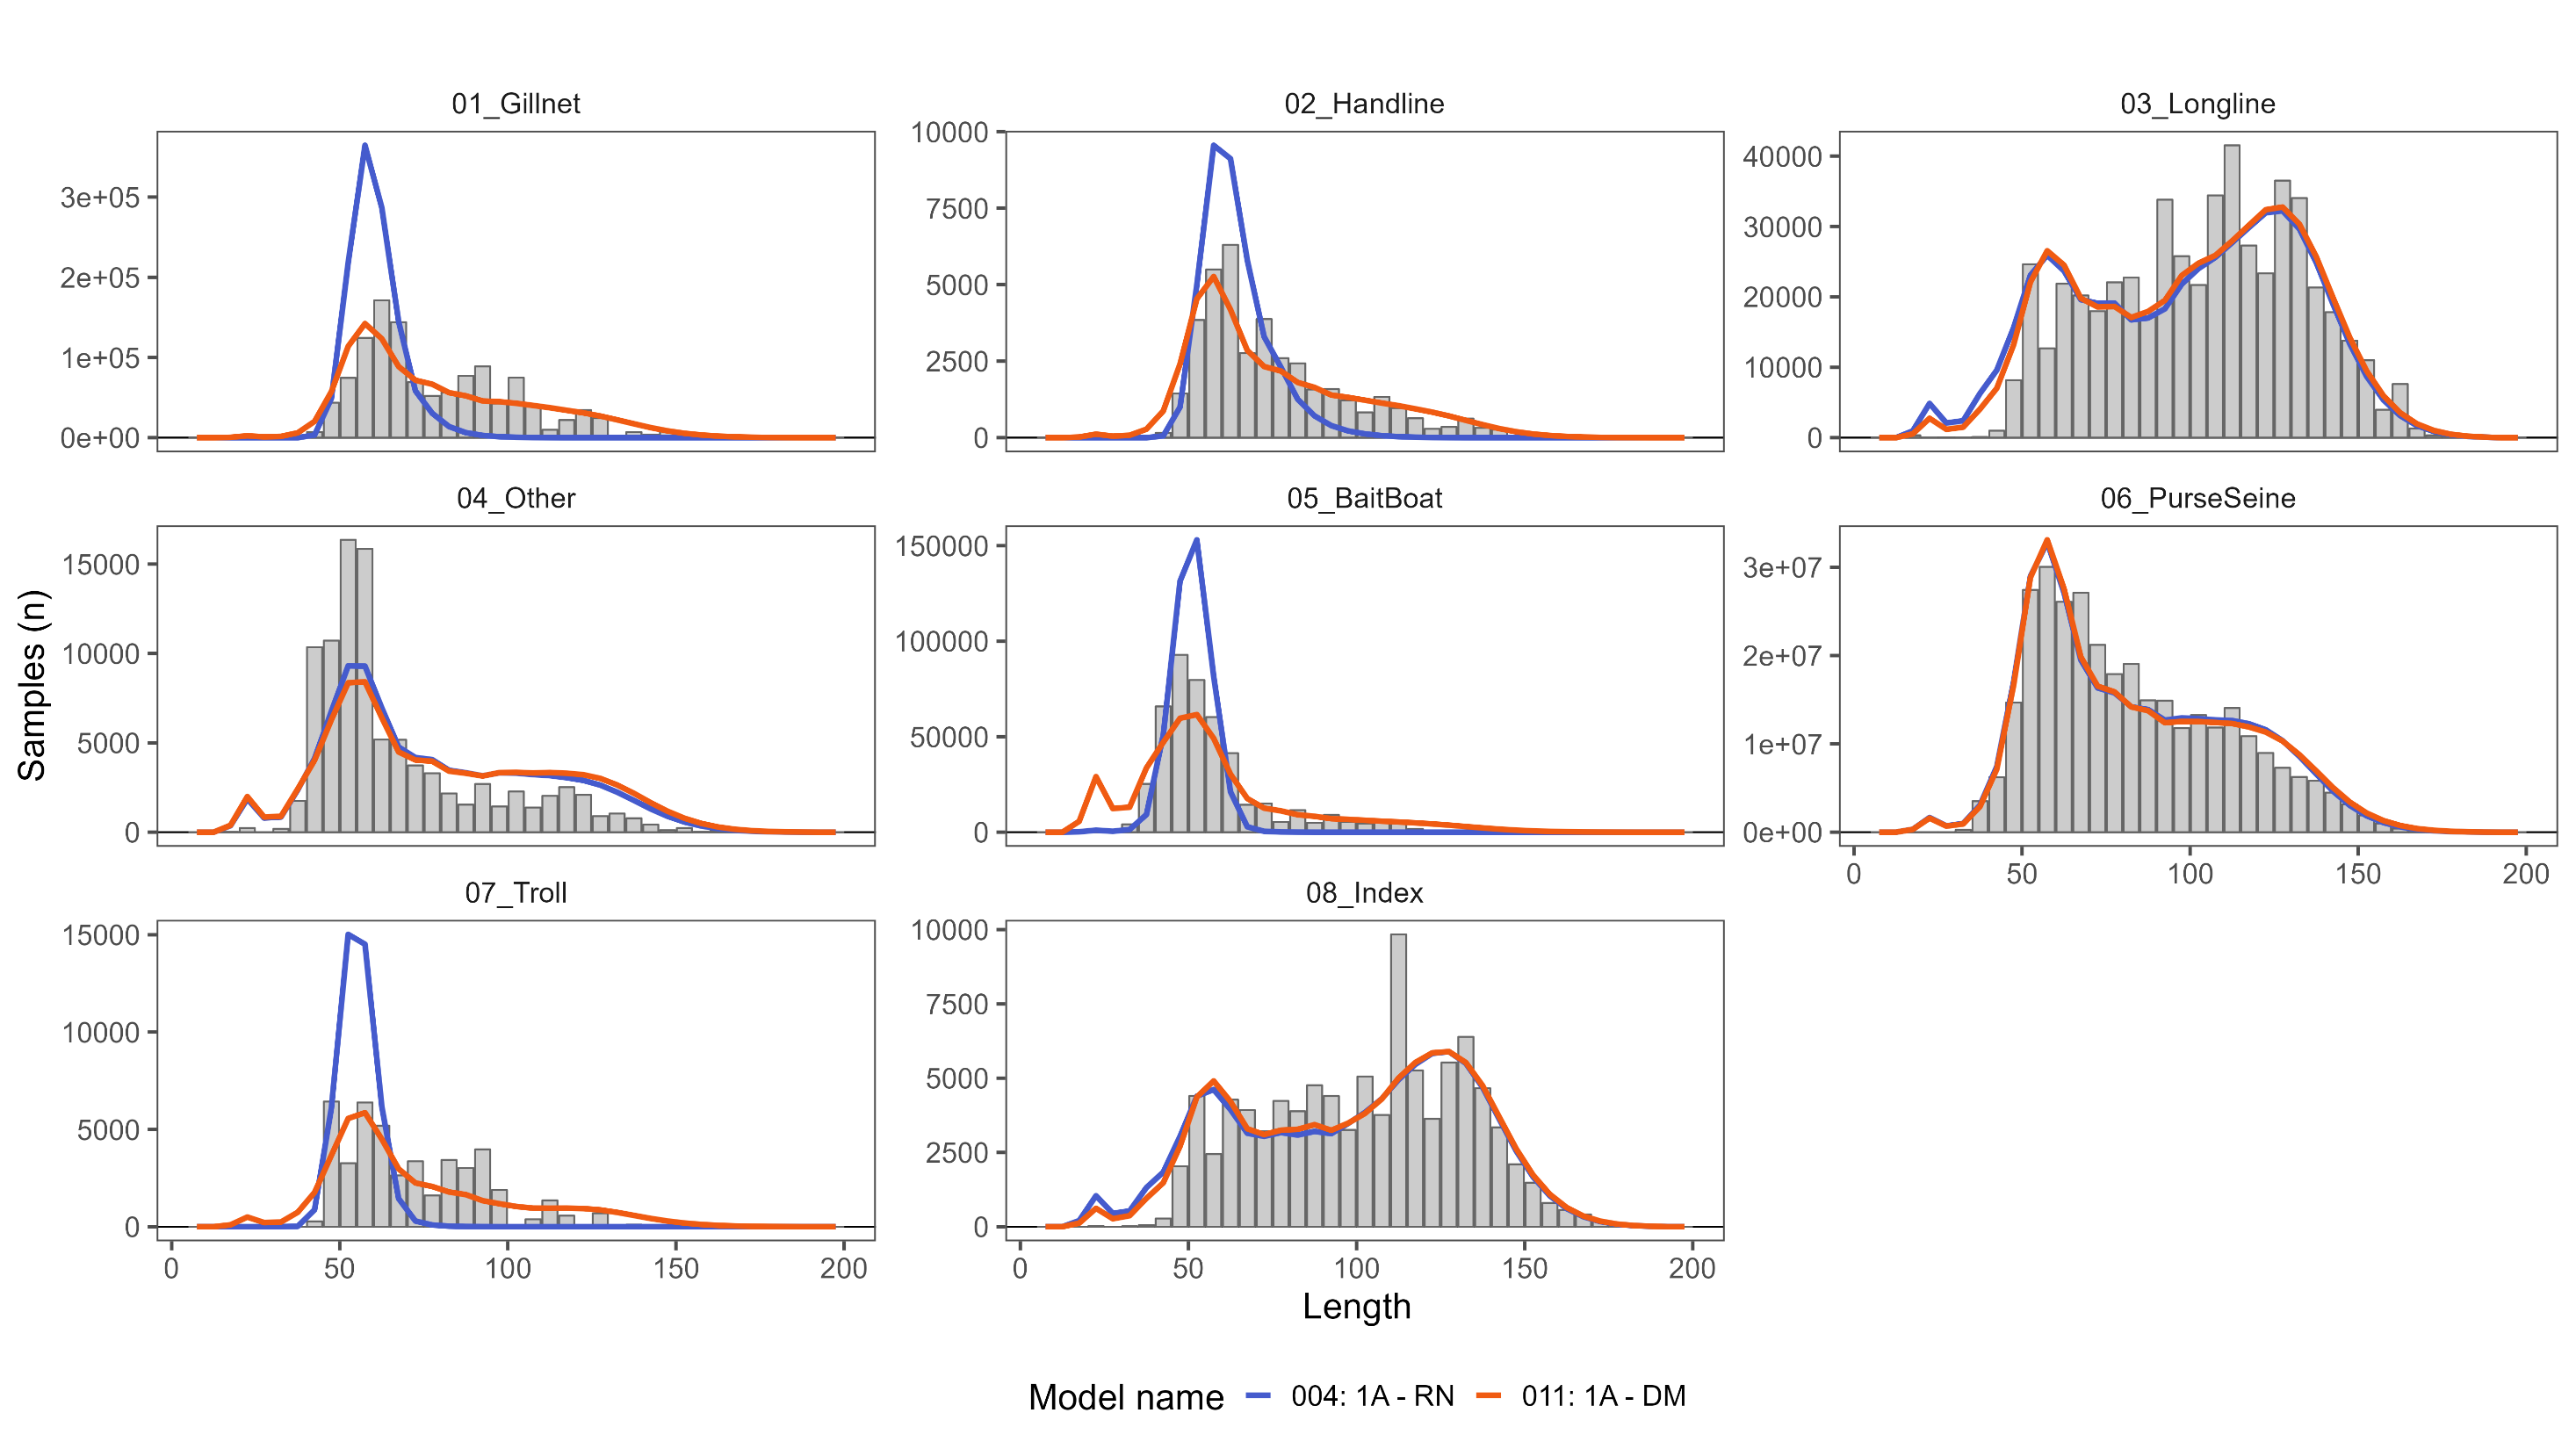 01_Gillnet
02_Handline
03_Longline
3e+05
2e+05
1e+05
0e+00
10000
7500
5000
2500
0
40000
30000
20000
10000
0
04_Other
05_BaitBoat
06_PurseSeine
15000
10000
5000
0
150000
100000
50000
0
3e+07
2e+07
1e+07
0e+00
0 50 100 150 200
07_Troll
08_Index
15000
10000
5000
0
10000
7500
5000
2500
0
0 50 100 150 200
0 50 100 150 200
Samples (n)
Length
Model name 004: 1A - RN 011: 1A - DM